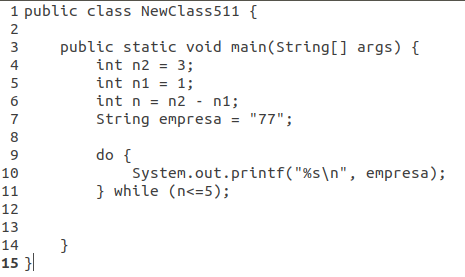 1 public class NewClass511 {
2
3     public static void main(String[] args) {
4         int n2 = 3;
5         int n1 = 1;
6         int n = n2 - n1;
7         String empresa = "77";
8
9         do {
10             System.out.printf("%s\n", empresa);
11         } while (n<=5);
12
13
14     }
15 }